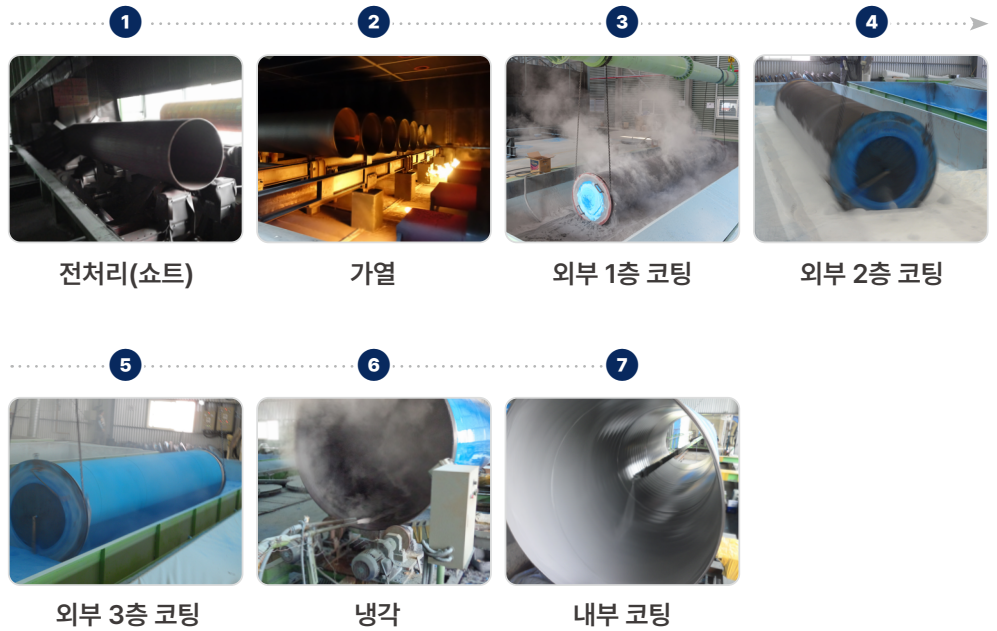 1
2
3
4
전처리(쇼트)
가열
외부 1층 코팅
외부 2층 코팅
5
6
7
외부 3층 코팅
냉각
내부 코팅